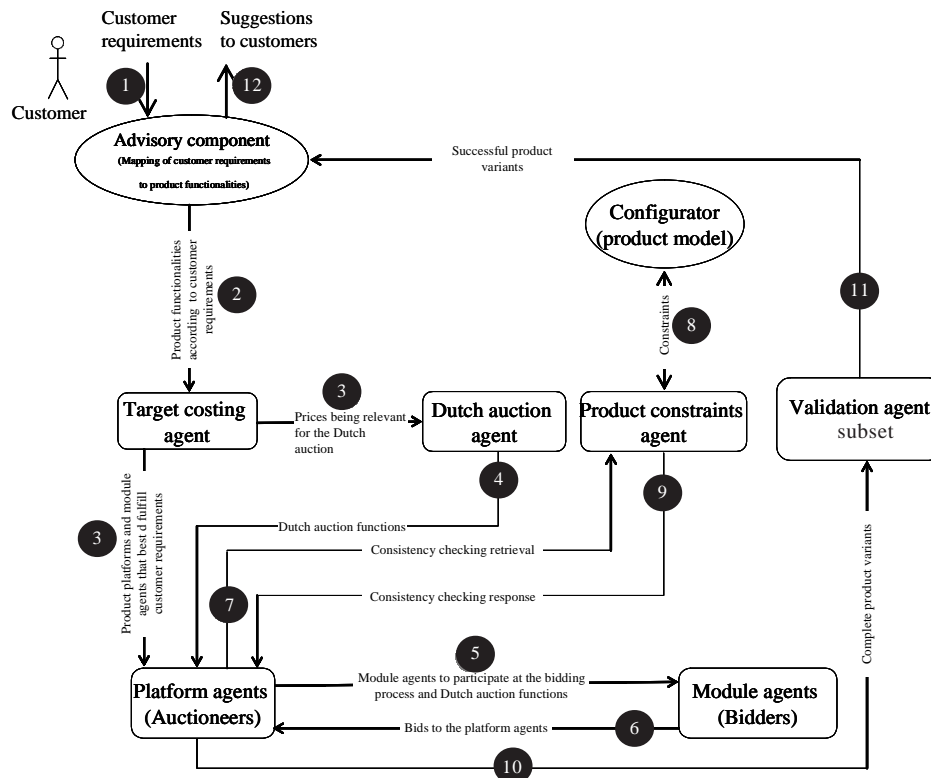 Customer
requirements
Suggestions
to customers
1
12
Customer
Advisory component
(Mapping of customer requirements
to product functionalities)
Successful product
variants
Configurator
(product model)
Product functionalities
according to customer
requirements
2
11
Constraints
8
3
Target costing
agent
Prices being relevant
for the Dutch
auction
Dutch auction
agent
Product constraints
agent
Validation agent
subset
4
9
3
Product platforms and module
agents that best d fulfill
customer requirements
Dutch auction functions
Consistency checking retrieval
7
Consistency checking response
Complete product variants
5
Platform agents
(Auctioneers)
Module agents to participate at the bidding
process and Dutch auction functions
Module agents
(Bidders)
Bids to the platform agents
6
10